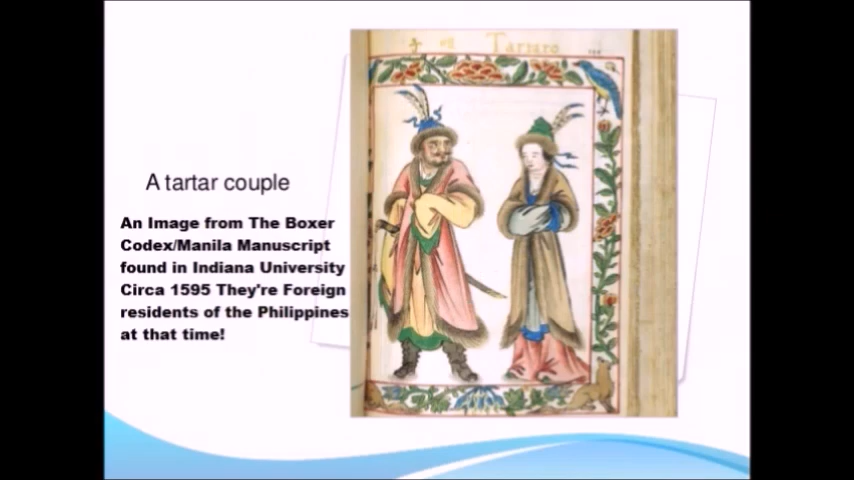 Tartaro
A tartar couple
An Image from The Boxer
Codex/Manila Manuscript
found in Indiana University
Circa 1595 They're Foreign
residents of the Philippines
at that time!